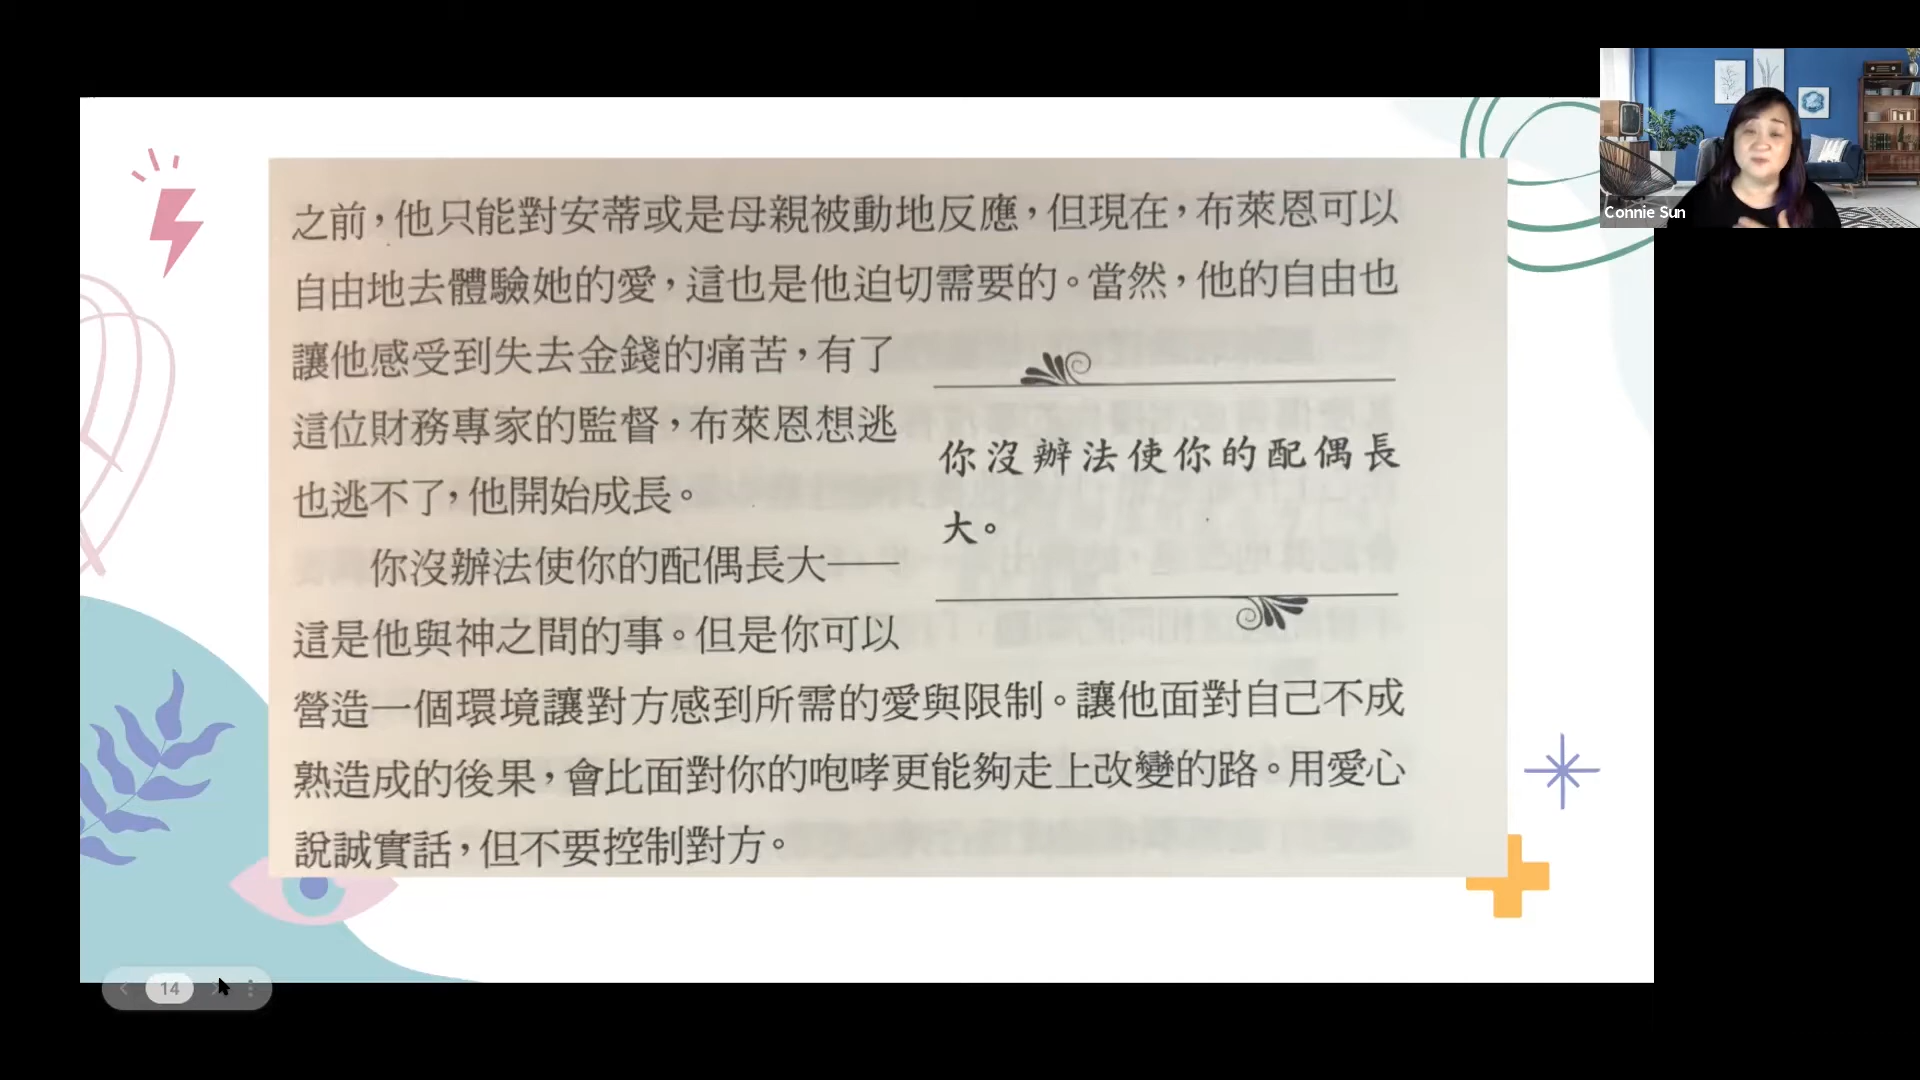 之前，他只能對安蒂或是母親被動地反應，但現在，布萊恩可以
自由地去體驗她的愛，這也是他迫切需要的。當然，他的自由也
讓他感受到失去金錢的痛苦，有了
這位財務專家的監督，布萊恩想逃
也逃不了，他開始成長。
你沒辦法使你的配偶長大——
這是他與神之間的事。但是你可以
營造一個環境讓對方感到所需的愛與限制。讓他面對自己不成
熟造成的後果，會比面對你的咆哮更能夠走上改變的路。用愛心
說誠實話，但不要控制對方。
你沒辦法使你的配偶長
大。
Connie Sun
14